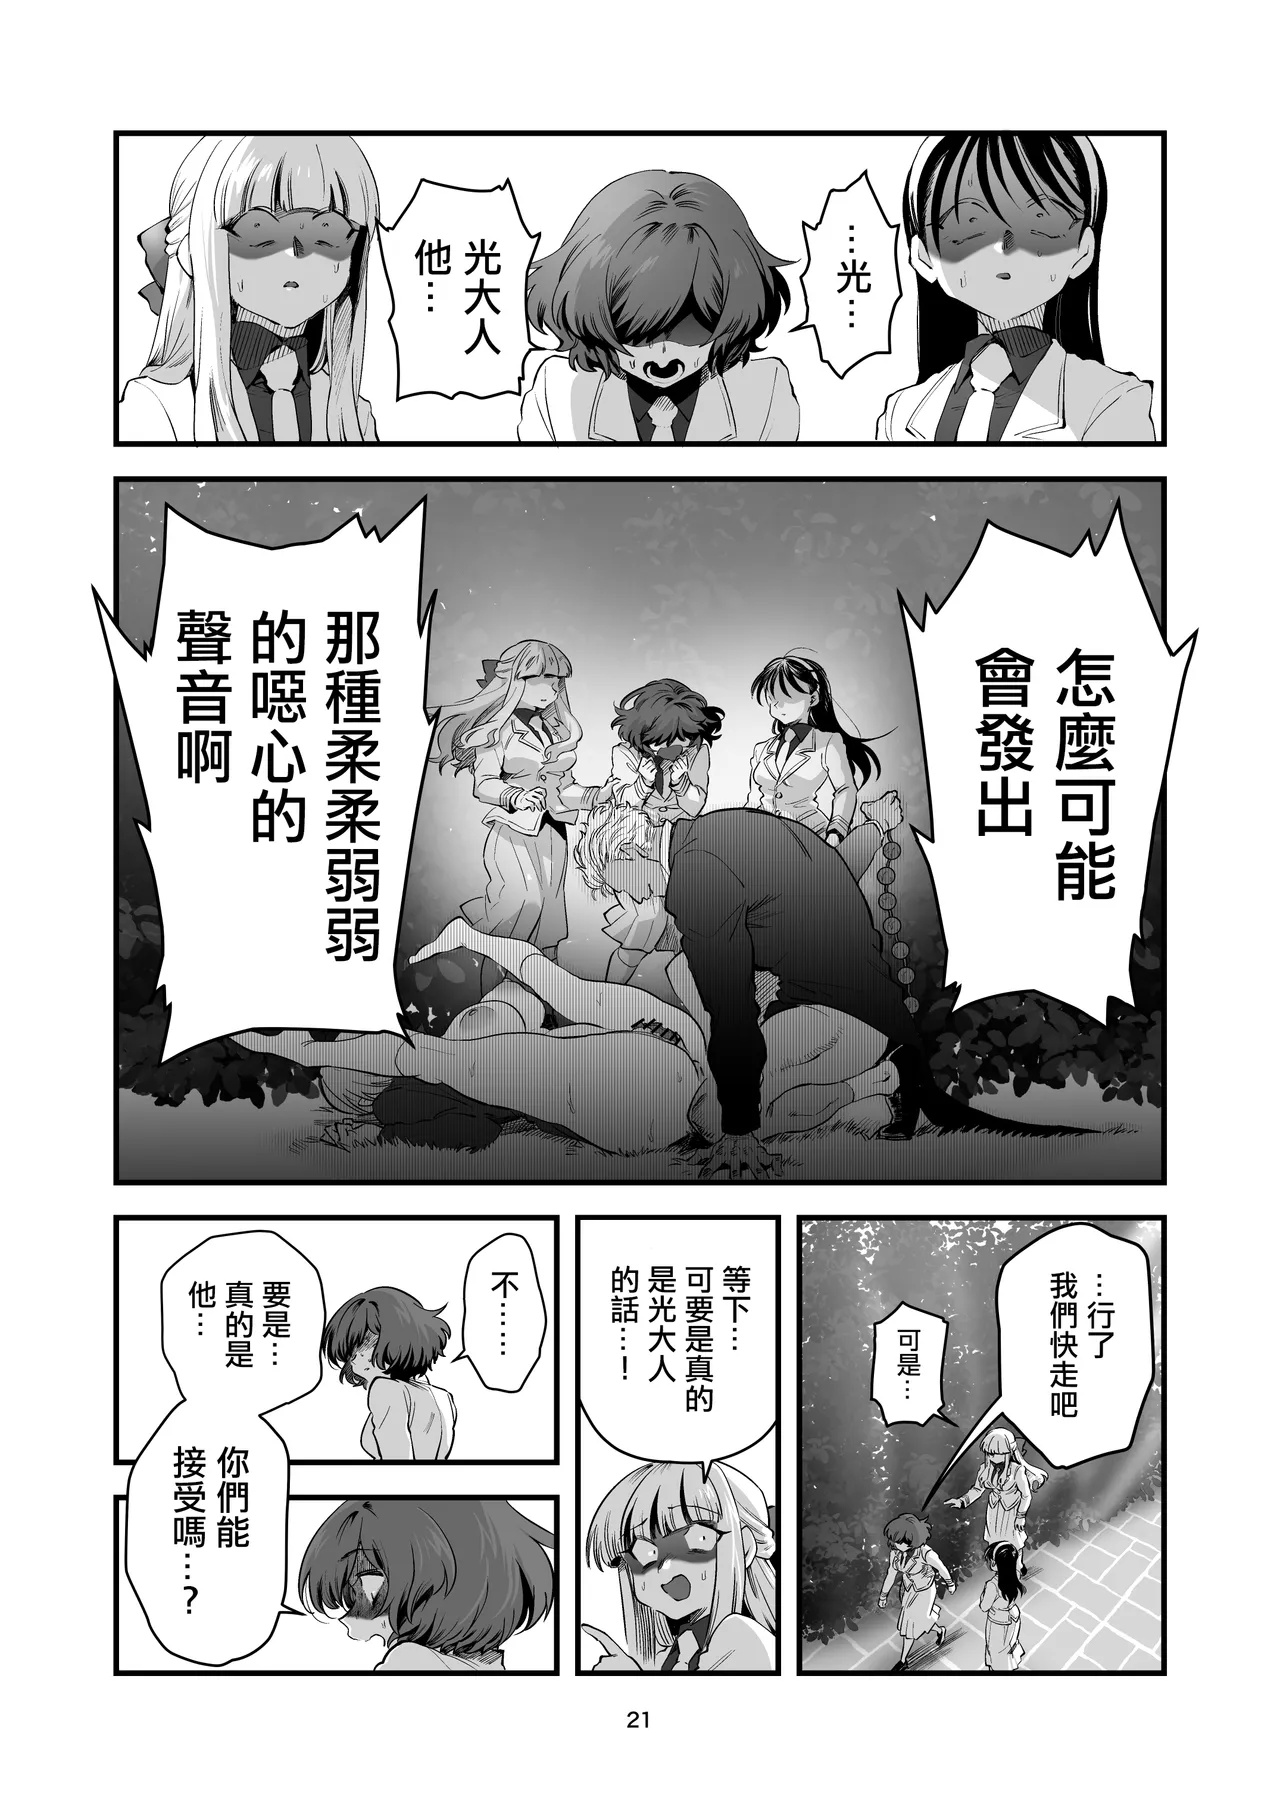 …光…
光大人
他…
怎麼可能
會發出
那種柔柔弱弱
的噁心的
聲音啊
…行了
我們快走吧
可是…
等下…
可要是真的
是光大人
的話…！
不……
要是…
真的是
他…
你們能
接受嗎…？
21